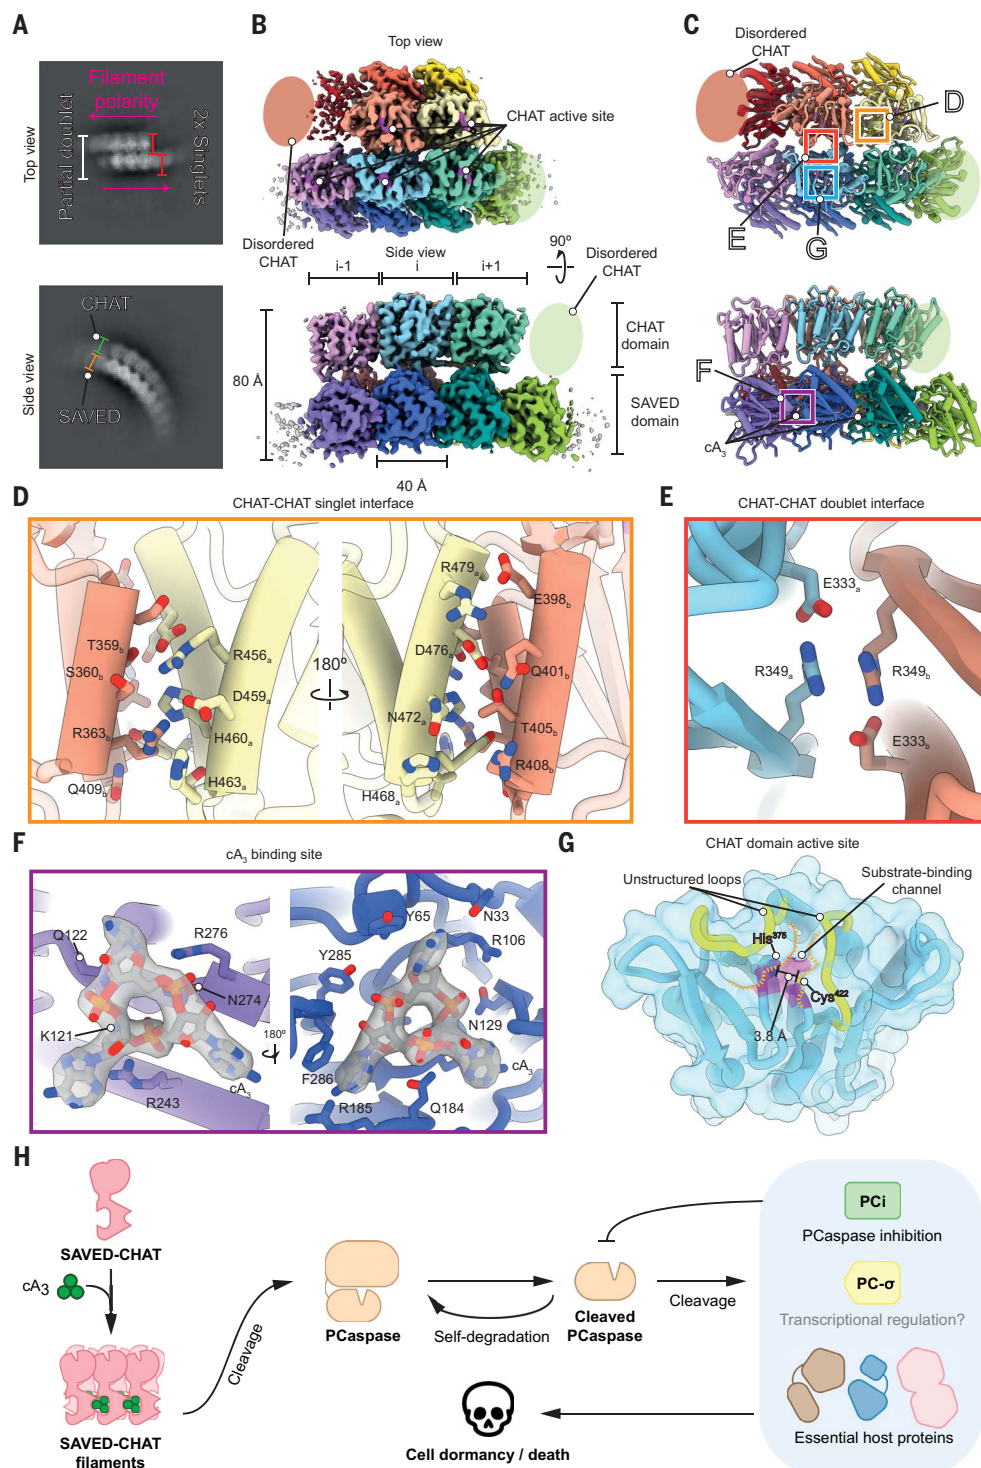 A
Filament
polarity
Top view
Partial doublet
2x Singlets
Side view
CHAT
SAVED
B
Top view
CHAT active site
Disordered
CHAT
Side view
i-1
i
i+1
90º
Disordered
CHAT
80 Å
CHAT
domain
SAVED
domain
40 Å
C
Disordered
CHAT
D
E
G
F
cA3
D
CHAT-CHAT singlet interface
T359b
S360b
R363b
Q409b
R456a
D459a
H460a
H463a
180º
R479a
E398b
D476a
Q401b
N472a
T405b
R408b
H468a
E
CHAT-CHAT doublet interface
E333a
R349a
R349b
E333b
F
cA3 binding site
Q122
R276
N274
K121
R243
cA3
180º
Y65
N33
R106
Y285
N129
F286
cA3
R185
Q184
G
CHAT domain active site
Unstructured loops
Substrate-binding
channel
His375
Cys422
3.8 Å
H
SAVED-CHAT
cA3
SAVED-CHAT
filaments
Cleavage
PCaspase
Self-degradation
Cleaved
PCaspase
Cleavage
PCi
PCaspase inhibition
PC-σ
Transcriptional regulation?
Essential host proteins
Cell dormancy / death